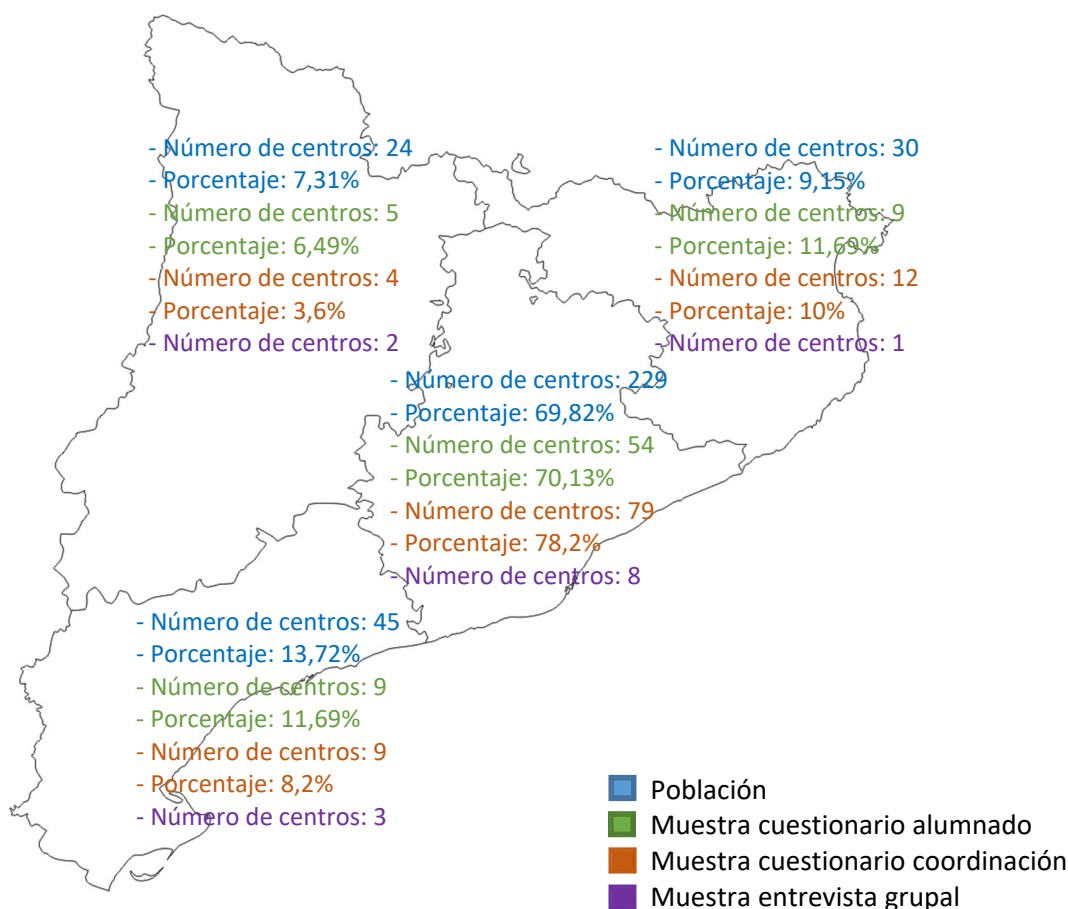 - Número de centros: 24
- Porcentaje: 7,31%
- Número de centros: 5
- Porcentaje: 6,49%
- Número de centros: 4
- Porcentaje: 3,6%
- Número de centros: 2
- Número de centros: 30
- Porcentaje: 9,15%
- Número de centros: 9
- Porcentaje: 11,69%
- Número de centros: 12
- Porcentaje: 10%
- Número de centros: 1
- Número de centros: 229
- Porcentaje: 69,82%
- Número de centros: 54
- Porcentaje: 70,13%
- Número de centros: 79
- Porcentaje: 78,2%
- Número de centros: 8
- Número de centros: 45
- Porcentaje: 13,72%
- Número de centros: 9
- Porcentaje: 11,69%
- Número de centros: 9
- Porcentaje: 8,2%
- Número de centros: 3
Población
Muestra cuestionario alumnado
Muestra cuestionario coordinación
Muestra entrevista grupal